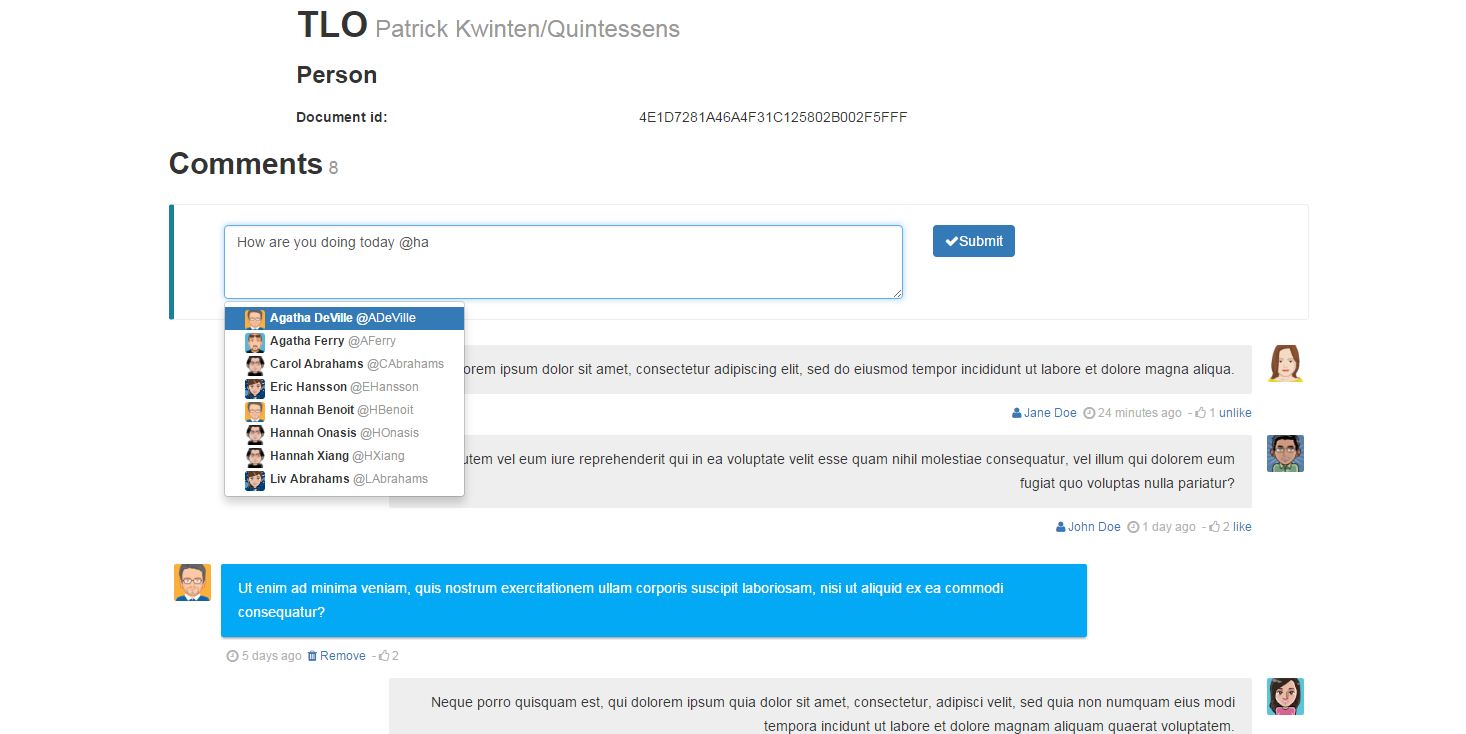 TLO Patrick Kwinten/Quintessens
Person
Document id: 4E1D7281A46A4F31C125802B002F5FFF
Comments 8
How are you doing today @ha
Submit
Agatha DeVille @ADeVille
Agatha Ferry @AFerry
Carol Abrahams @CAbrahams
Eric Hansson @EHansson
Hannah Benoit @HBenoit
Hannah Onasis @HOnasis
Hannah Xiang @HXiang
Liv Abrahams @LAbrahams
orem ipsum dolor sit amet, consectetur adipiscing elit, sed do eiusmod tempor incididunt ut labore et dolore magna aliqua.
Jane Doe 24 minutes ago - 1 unlike
utem vel eum iure reprehenderit qui in ea voluptate velit esse quam nihil molestiae consequatur, vel illum qui dolorem eum
fugiat quo voluptas nulla pariatur?
John Doe 1 day ago - 2 like
Ut enim ad minima veniam, quis nostrum exercitationem ullam corporis suscipit laboriosam, nisi ut aliquid ex ea commodi
consequatur?
5 days ago Remove - 2
Neque porro quisquam est, qui dolorem ipsum quia dolor sit amet, consectetur, adipisci velit, sed quia non numquam eius modi
tempora incidunt ut labore et dolore magnam aliquam quaerat voluptatem.